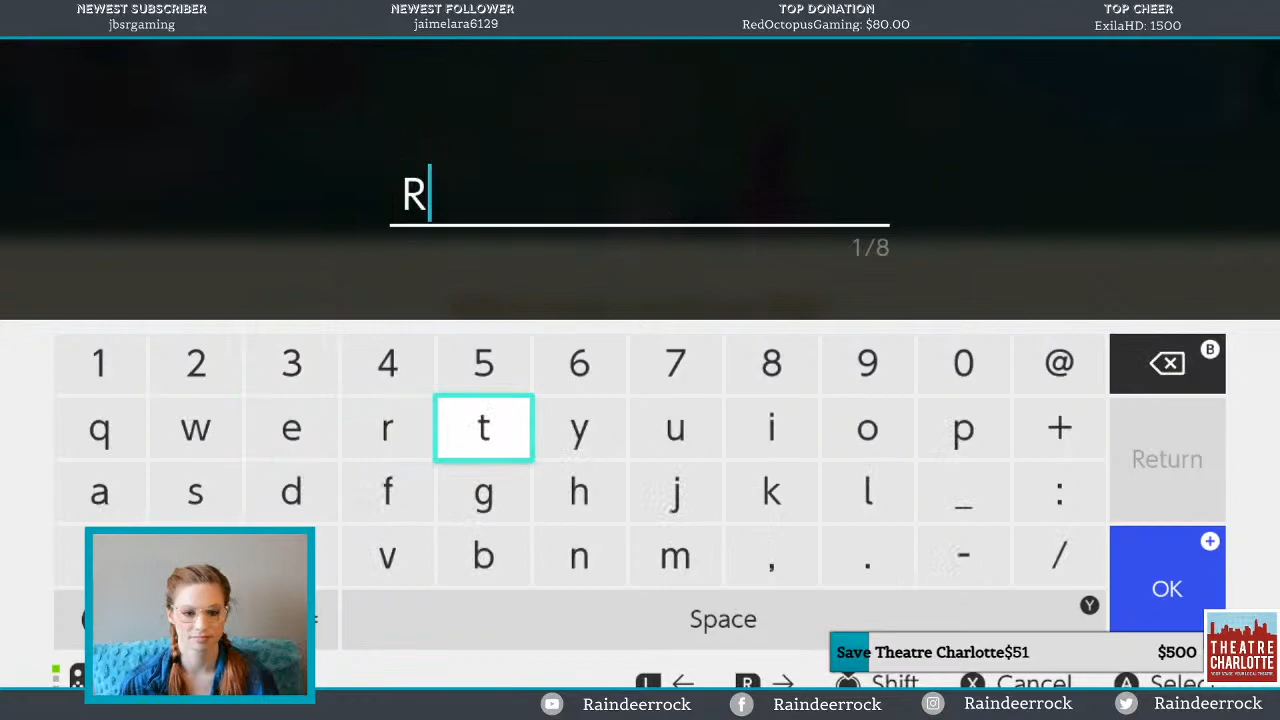 NEWEST SUBSCRIBER
jbsrgaming
NEWEST FOLLOWER
jaimelara6129
TOP DONATION
RedOctopusGaming: $80.00
TOP CHEER
ExilaHD: 1500
R
1/8
1 2 3 4 5 6 7 8 9 0 @ B
q w e r t y u i o p +
Return
a s d f g h j k l _ :
v b n m , . - / +
OK
Space Y
Save Theatre Charlotte$51 $500
THEATRE
CHARLOTTE
L ← R → Shift X Cancel A Selec
Raindeerrock Raindeerrock Raindeerrock Raindeerrock